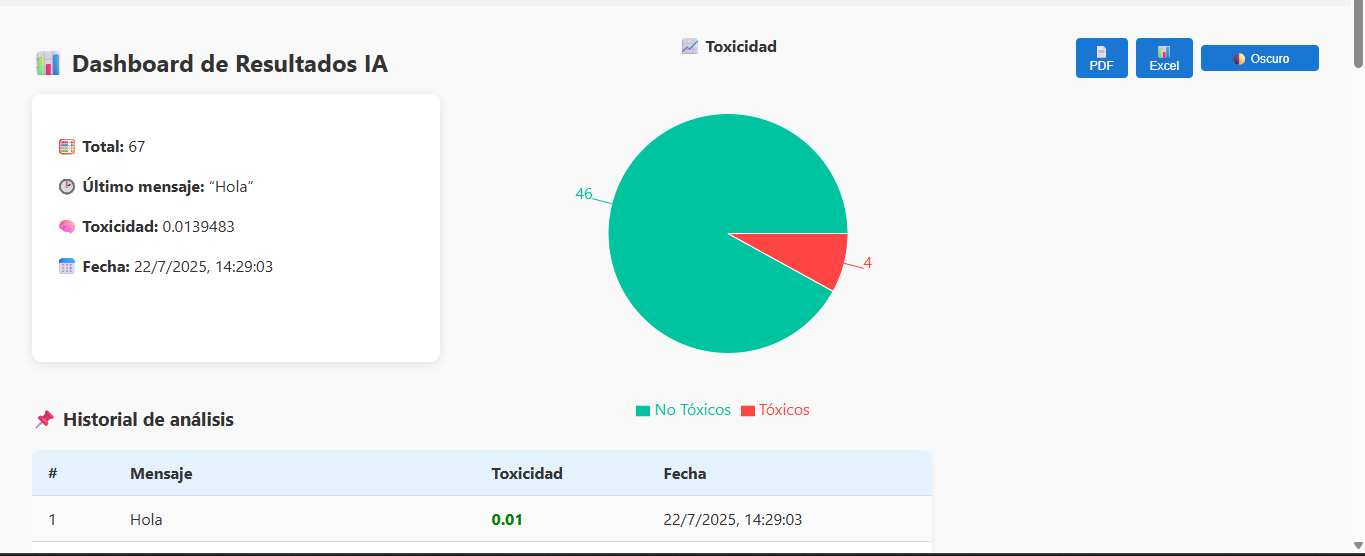 Dashboard de Resultados IA
Toxicidad
PDF
Excel
Oscuro
Total: 67
Último mensaje: “Hola”
Toxicidad: 0.0139483
Fecha: 22/7/2025, 14:29:03
46
4
No Tóxicos
Tóxicos
Historial de análisis
# Mensaje Toxicidad Fecha
1 Hola 0.01 22/7/2025, 14:29:03